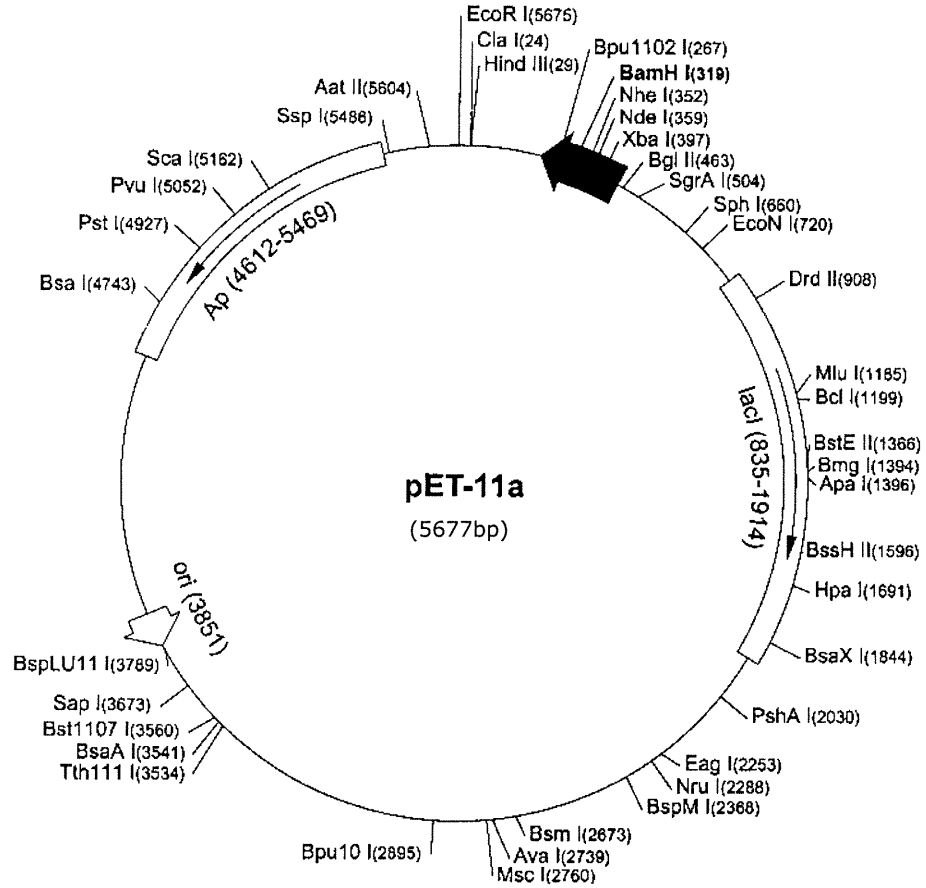 EcoR I(5675)
Cla I(24)
Hind III(29)
Bpu1102 I(267)
BamH I(319)
Nhe I(352)
Nde I(359)
Xba I(397)
Bgl II(463)
SgrA I(504)
Sph I(660)
EcoN I(720)
Drd II(908)
Mlu I(1185)
Bcl I(1199)
BstE II(1366)
Bmg I(1394)
Apa I(1396)
BssH II(1596)
Hpa I(1691)
BsaX I(1844)
PshA I(2030)
Eag I(2253)
Nru I(2288)
BspM I(2368)
Bsm I(2673)
Ava I(2739)
Msc I(2760)
Bpu10 I(2895)
Tth111 I(3534)
BsaA I(3541)
Bst1107 I(3560)
Sap I(3673)
BspLU11 I(3789)
Bsa I(4743)
Pst I(4927)
Pvu I(5052)
Sca I(5162)
Ssp I(5486)
Aat II(5604)
Ap (4612-5469)
lacI (835-1914)
ori (3851)
pET-11a
(5677bp)